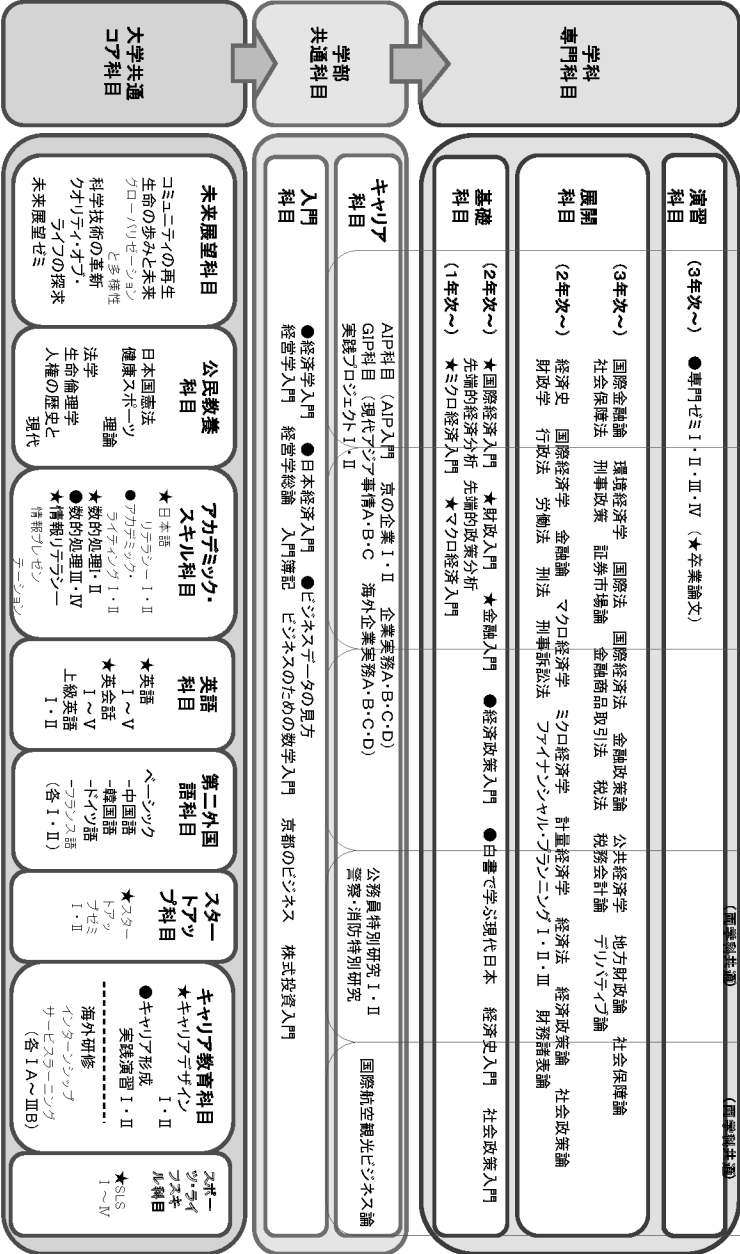 学科
専門科目
演習
科目
(3年次~) ●専門ゼミⅠ・Ⅱ・Ⅲ・Ⅳ (★卒業論文)
展開
科目
(3年次~) 国際金融論 環境経済学 国際法 国際経済法 金融政策論 公共経済学 地方財政論 社会保障論
社会保障法 刑事政策 証券市場論 金融商品取引法 税法 税務会計論 デリバティブ論
(2年次~) 経済史 国際経済学 金融論 マクロ経済学 ミクロ経済学 計量経済学 経済法 経済政策論 社会政策論
財政学 行政法 労働法 刑法 刑事訴訟法 ファイナンシャル・プランニングⅠ・Ⅱ・Ⅲ 財務諸表論
基礎
科目
(2年次~) ★国際経済入門 ★財政入門 ★金融入門 ●経済政策入門 ●白書で学ぶ現代日本 経済史入門 社会政策入門
先端的経済分析 先端的政策分析
(1年次~) ★ミクロ経済入門 ★マクロ経済入門
学部
共通科目
キャリア
科目
AIP科目 (AIP入門 京の企業Ⅰ・Ⅱ 企業実務A・B・C・D)
GIP科目 (現代アジア事情A・B・C 海外企業実務A・B・C・D)
実践プロジェクトⅠ・Ⅱ
公務員特別研究Ⅰ・Ⅱ
警察・消防特別研究
国際航空観光ビジネス論
入門
科目
●経済学入門 ●日本経済入門 ●ビジネスデータの見方
経営学入門 経営学総論 入門簿記 ビジネスのための数学入門 京都のビジネス 株式投資入門
大学共通
コア科目
未来展望科目
コミュニティの再生
生命の歩みと未来
グローバリゼーション
と多様性
科学技術の革新
クオリティ・オブ・
ライフの探求
未来展望ゼミ
公民教養
科目
日本国憲法
健康スポーツ
理論
法学
生命倫理学
人権の歴史と
現代
アカデミック・
スキル科目
★日本語
リテラシーⅠ・Ⅱ
●アカデミック・
ライティングⅠ・Ⅱ
★数的処理Ⅰ・Ⅱ
●数的処理Ⅲ・Ⅳ
★情報リテラシー
情報プレゼン
テーション
英語
科目
★英語
Ⅰ~Ⅴ
★英会話
Ⅰ~Ⅴ
上級英語
Ⅰ・Ⅱ
第二外国
語科目
ベーシック
-中国語
-韓国語
-ドイツ語
-フランス語
(各Ⅰ・Ⅱ)
スター
トアッ
プ科目
★スター
トアッ
プゼミ
Ⅰ・Ⅱ
キャリア教育科目
★キャリアデザイン
Ⅰ・Ⅱ
●キャリア形成
実践演習Ⅰ・Ⅱ
海外研修
インターンシップ
サービスラーニング
(各ⅠA~ⅢB)
スポー
ツ・ライ
フスキ
ル科目
★SLS
Ⅰ~Ⅳ